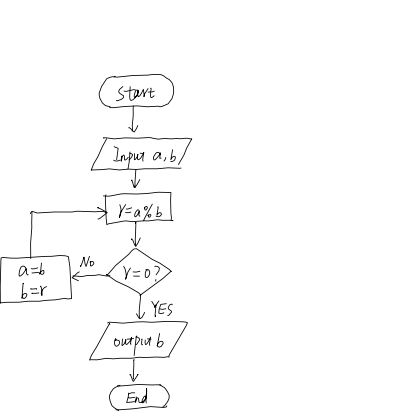 Start
Input a,b
r=a%b
No
r=0?
a=b
b=r
YES
output b
End